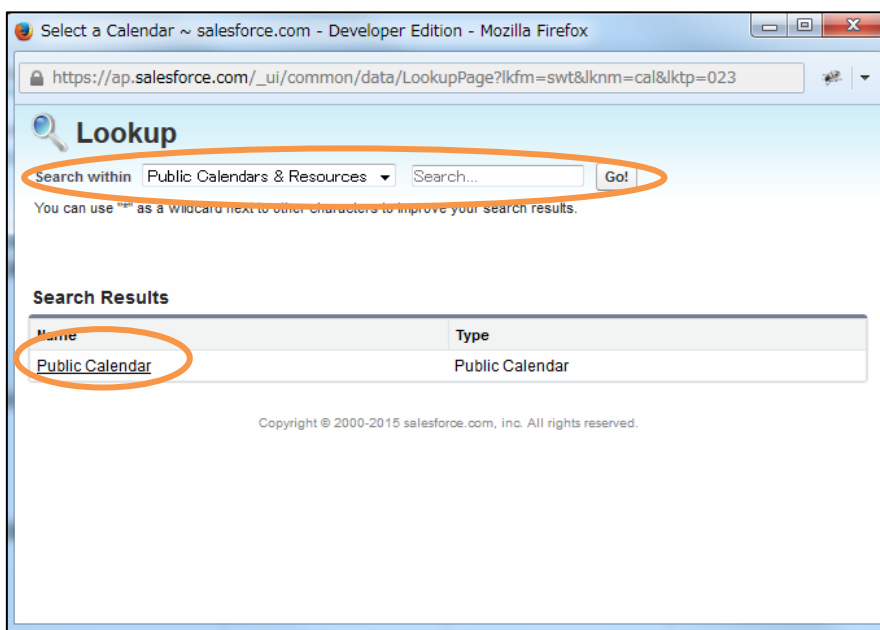 Select a Calendar ~ salesforce.com - Developer Edition - Mozilla Firefox
https://ap.salesforce.com/_ui/common/data/LookupPage?lkfm=swt&lknm=cal&lktp=023
Lookup
Search within Public Calendars & Resources Search... Go!
You can use "*" as a wildcard next to other characters to improve your search results.
Search Results
Name Type
Public Calendar Public Calendar
Copyright © 2000-2015 salesforce.com, inc. All rights reserved.